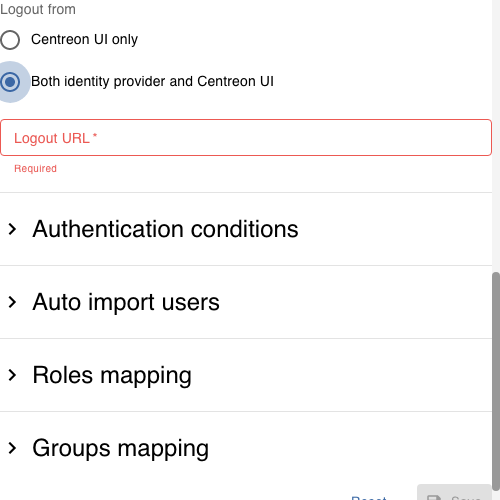 Logout from
Centreon UI only
Both identity provider and Centreon UI
Logout URL *
Required
Authentication conditions
Auto import users
Roles mapping
Groups mapping
Reset
Save